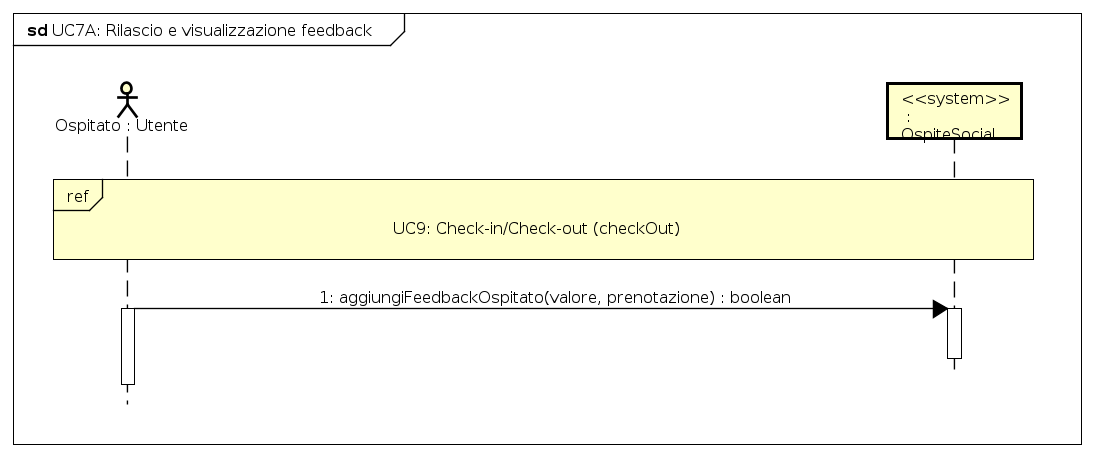 sd UC7A: Rilascio e visualizzazione feedback
Ospitato : Utente
<<system>>
:
OspiteSocial
ref
UC9: Check-in/Check-out (checkOut)
1: aggiungiFeedbackOspitato(valore, prenotazione) : boolean